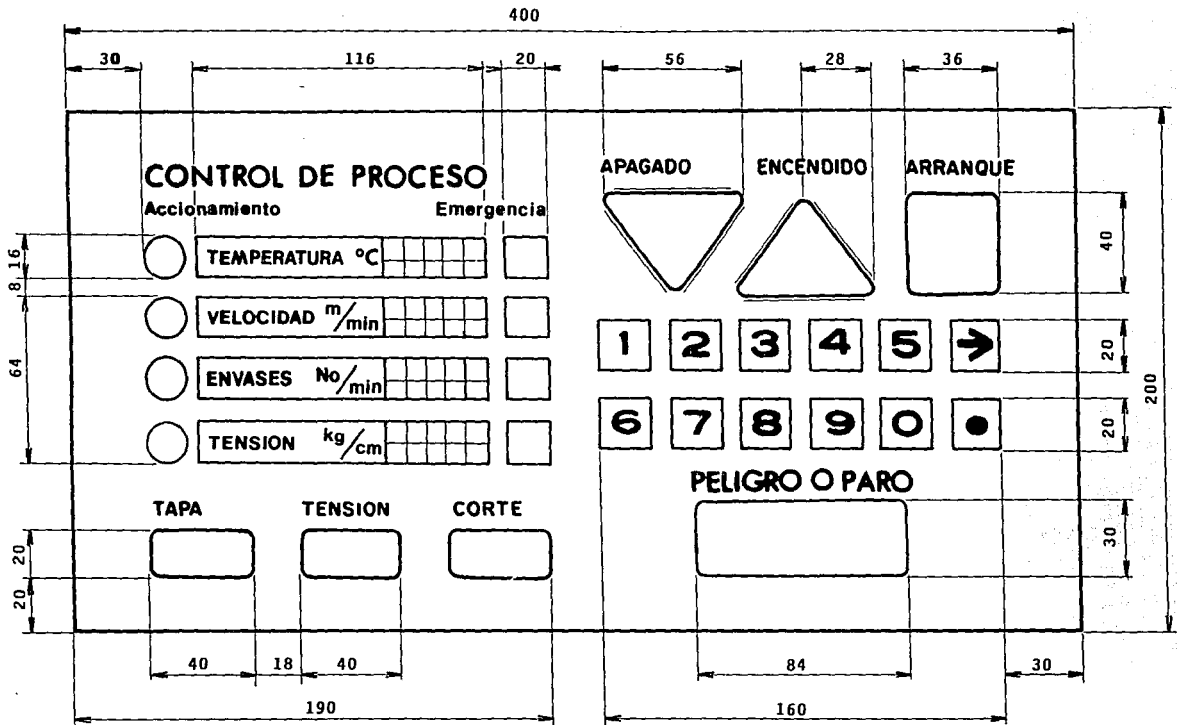 400
30 116 20 56 28 36
CONTROL DE PROCESO
Accionamiento Emergencia
APAGADO ENCENDIDO ARRANQUE
16
8
64
TEMPERATURA °C
VELOCIDAD m/min
ENVASES No/min
TENSION kg/cm
40
1 2 3 4 5 →
20
200
6 7 8 9 0 •
20
PELIGRO O PARO
30
TAPA TENSION CORTE
20
20
40 18 40 84 30
190 160